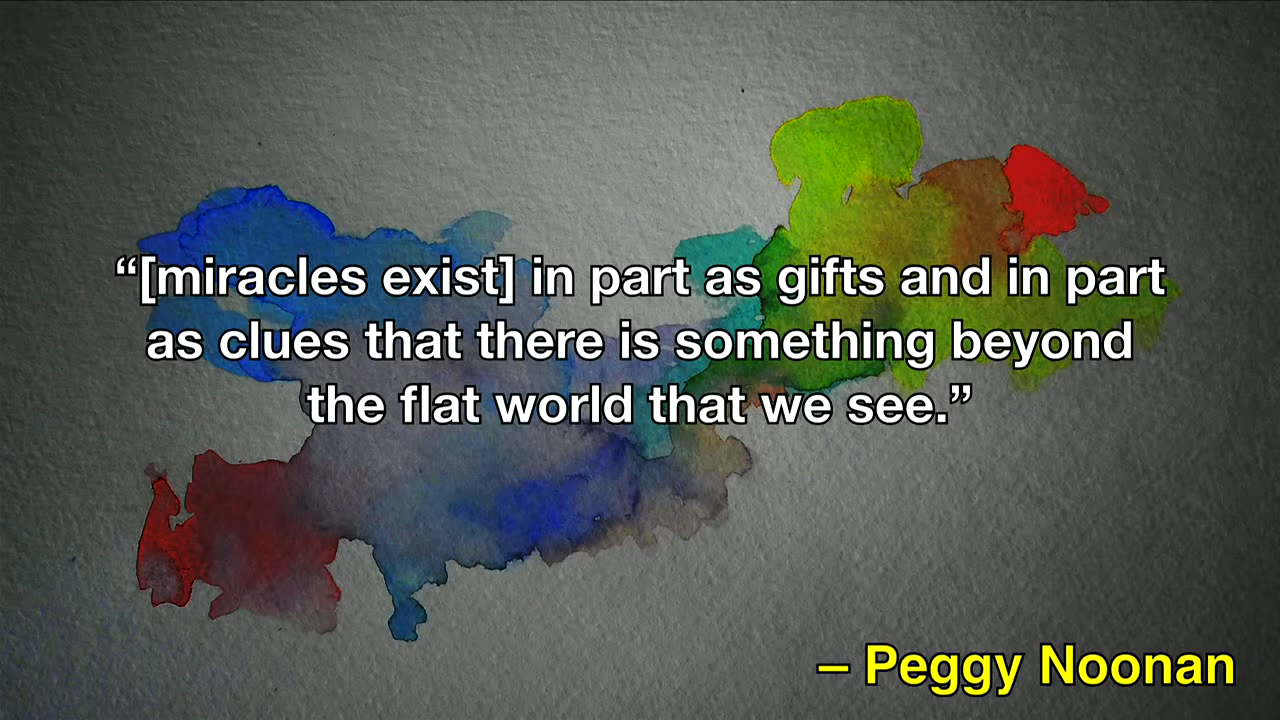 “[miracles exist] in part as gifts and in part
as clues that there is something beyond
the flat world that we see.”
– Peggy Noonan